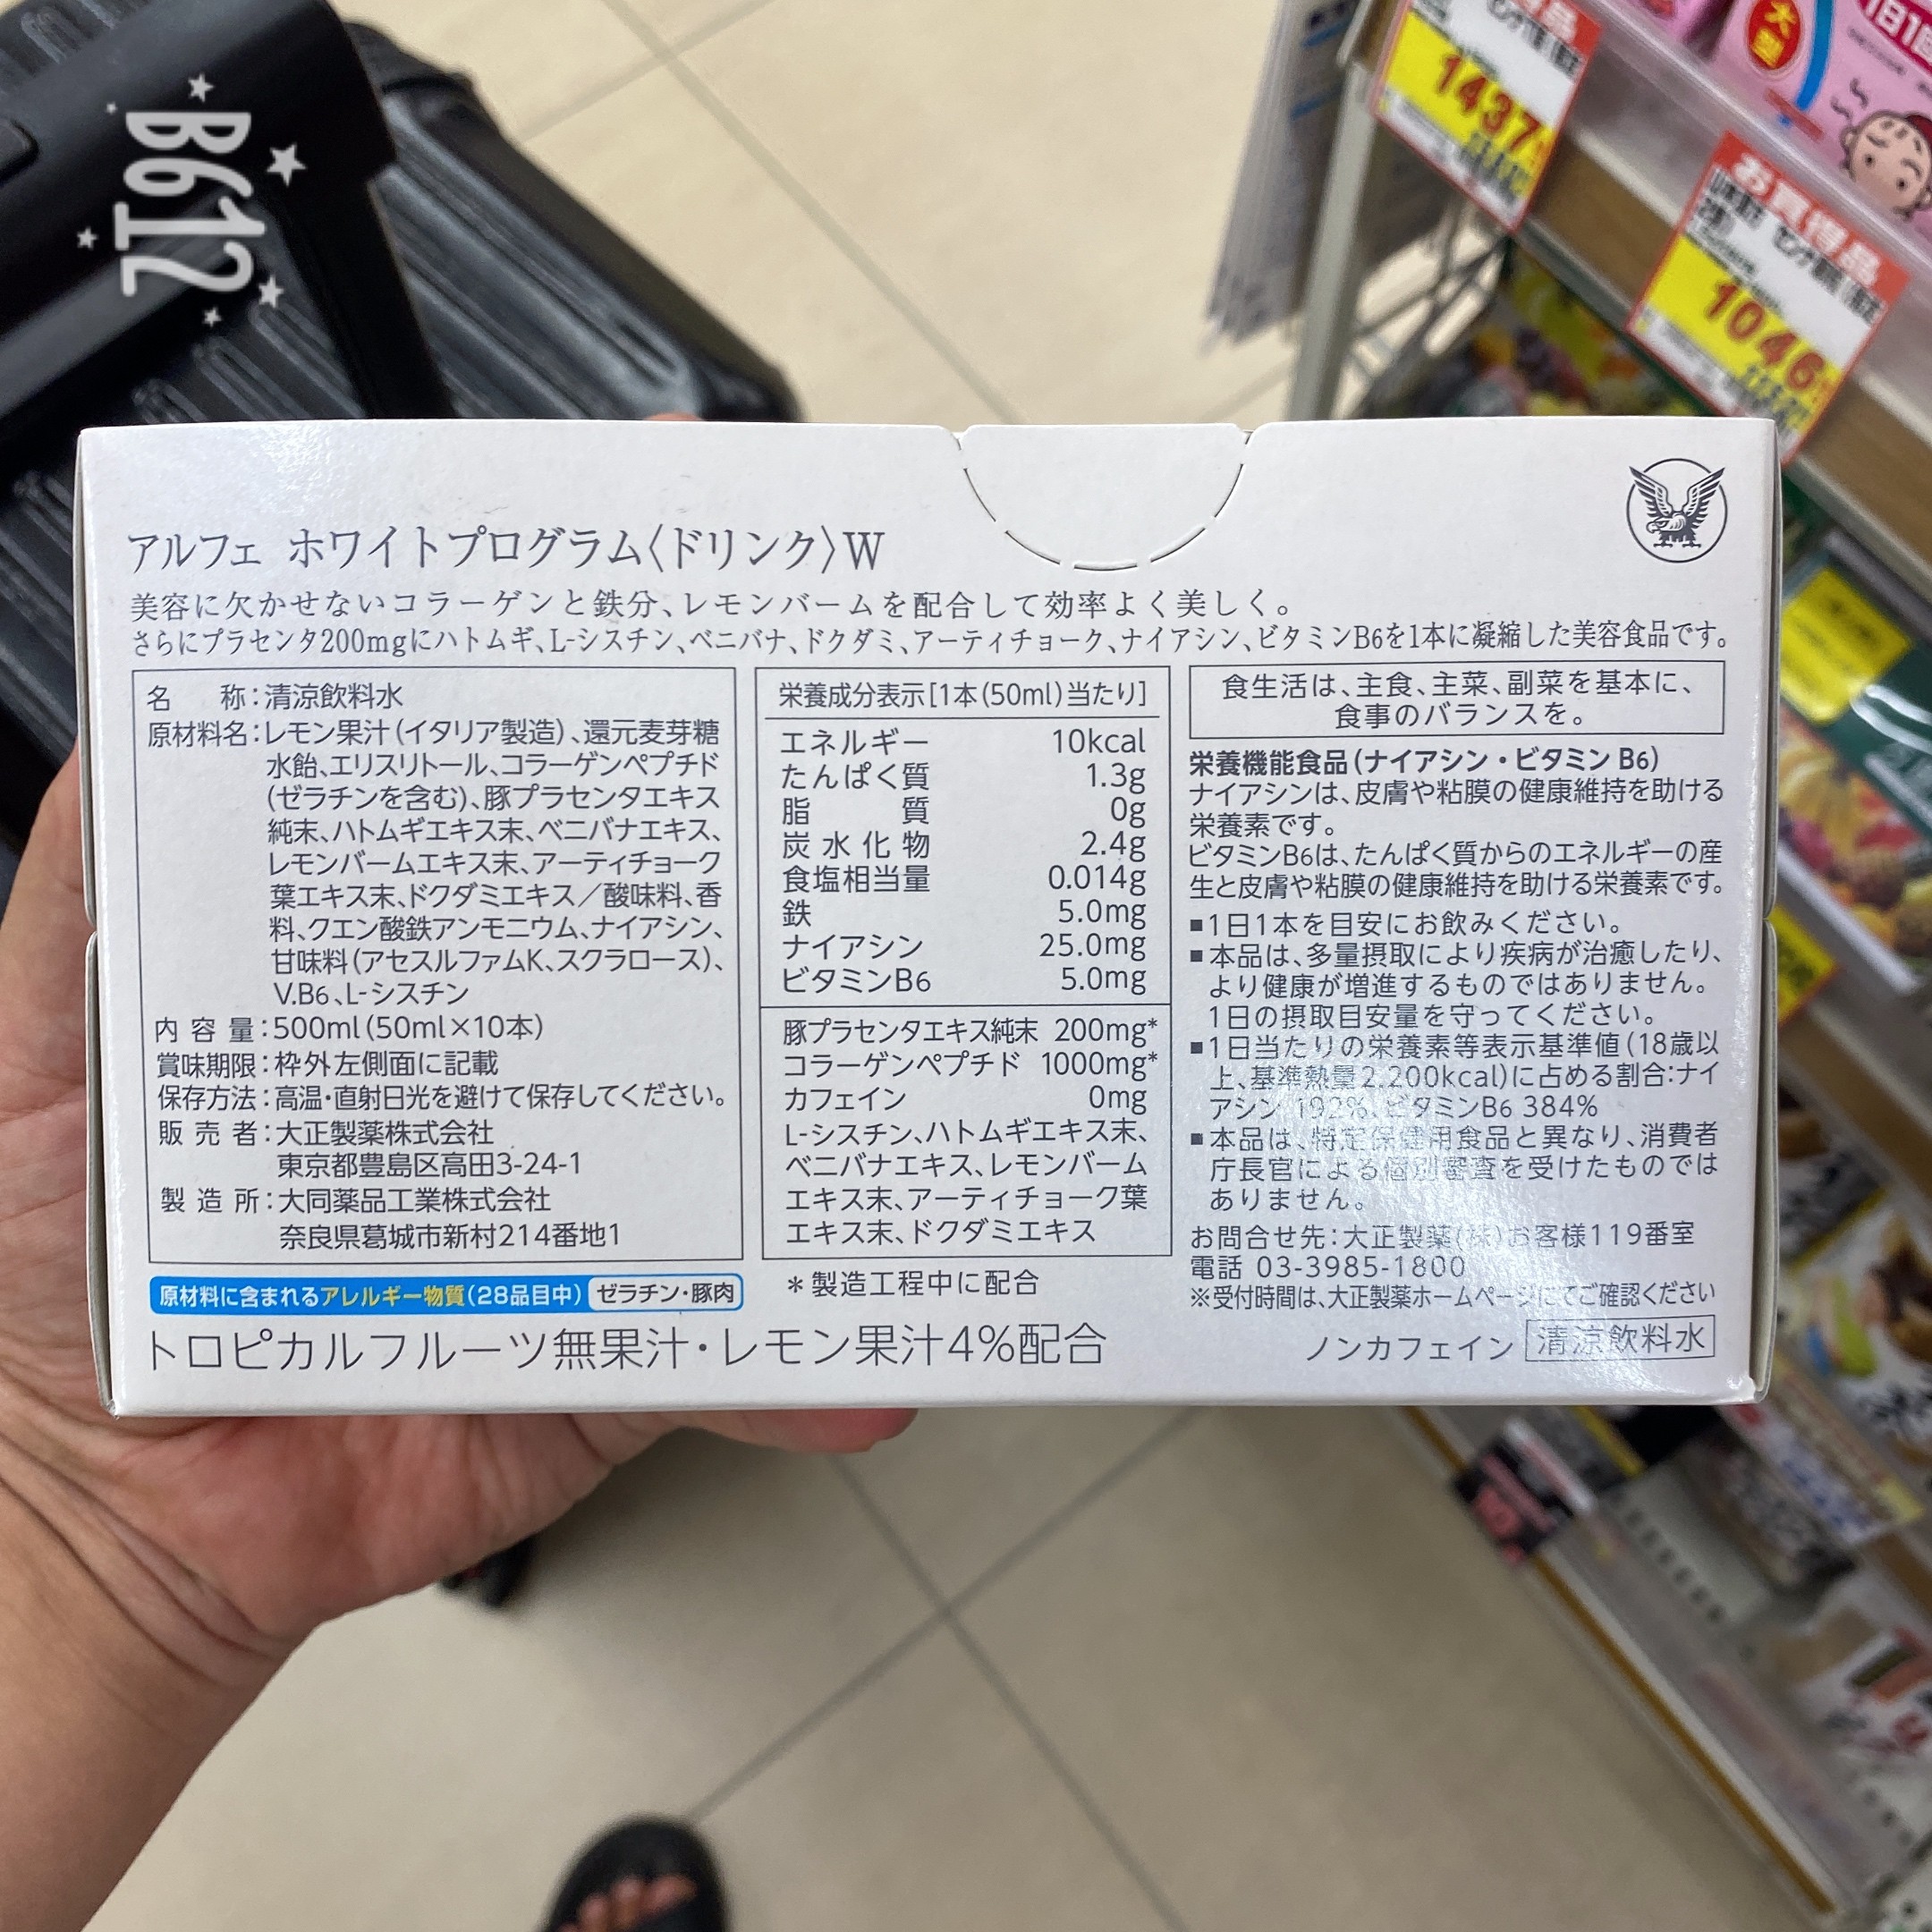 B612
1437
お買得品
1046
大型
アルフェ ホワイトプログラム〈ドリンク〉W
美容に欠かせないコラーゲンと鉄分、レモンバームを配合して効率よく美しく。
さらにプラセンタ200mgにハトムギ、L-シスチン、ベニバナ、ドクダミ、アーティチョーク、ナイアシン、ビタミンB6を1本に凝縮した美容食品です。
名 称:清涼飲料水
原材料名:レモン果汁(イタリア製造)、還元麦芽糖
水飴、エリスリトール、コラーゲンペプチド
(ゼラチンを含む)、豚プラセンタエキス
純末、ハトムギエキス末、ベニバナエキス、
レモンバームエキス末、アーティチョーク
葉エキス末、ドクダミエキス/酸味料、香
料、クエン酸鉄アンモニウム、ナイアシン、
甘味料(アセスルファムK、スクラロース)、
V.B6、L-シスチン
内容量:500ml(50ml×10本)
賞味期限:枠外左側面に記載
保存方法:高温・直射日光を避けて保存してください。
販売者:大正製薬株式会社
東京都豊島区高田3-24-1
製造所:大同薬品工業株式会社
奈良県葛城市新村214番地1
原材料に含まれるアレルギー物質(28品目中) ゼラチン・豚肉
栄養成分表示[1本(50ml)当たり]
エネルギー 10kcal
たんぱく質 1.3g
脂質 0g
炭水化物 2.4g
食塩相当量 0.014g
鉄 5.0mg
ナイアシン 25.0mg
ビタミンB6 5.0mg
豚プラセンタエキス純末 200mg*
コラーゲンペプチド 1000mg*
カフェイン 0mg
L-シスチン、ハトムギエキス末、
ベニバナエキス、レモンバーム
エキス末、アーティチョーク葉
エキス末、ドクダミエキス
*製造工程中に配合
食生活は、主食、主菜、副菜を基本に、
食事のバランスを。
栄養機能食品(ナイアシン・ビタミンB6)
ナイアシンは、皮膚や粘膜の健康維持を助ける
栄養素です。
ビタミンB6は、たんぱく質からのエネルギーの産
生と皮膚や粘膜の健康維持を助ける栄養素です。
■1日1本を目安にお飲みください。
■本品は、多量摂取により疾病が治癒したり、
より健康が増進するものではありません。
1日の摂取目安量を守ってください。
■1日当たりの栄養素等表示基準値(18歳以
上、基準熱量2,200kcal)に占める割合:ナイ
アシン 192%、ビタミンB6 384%
■本品は、特定保健用食品と異なり、消費者
庁長官による個別審査を受けたものでは
ありません。
お問合せ先:大正製薬(株)お客様119番室
電話 03-3985-1800
※受付時間は、大正製薬ホームページにてご確認ください
トロピカルフルーツ無果汁・レモン果汁4%配合
ノンカフェイン 清涼飲料水